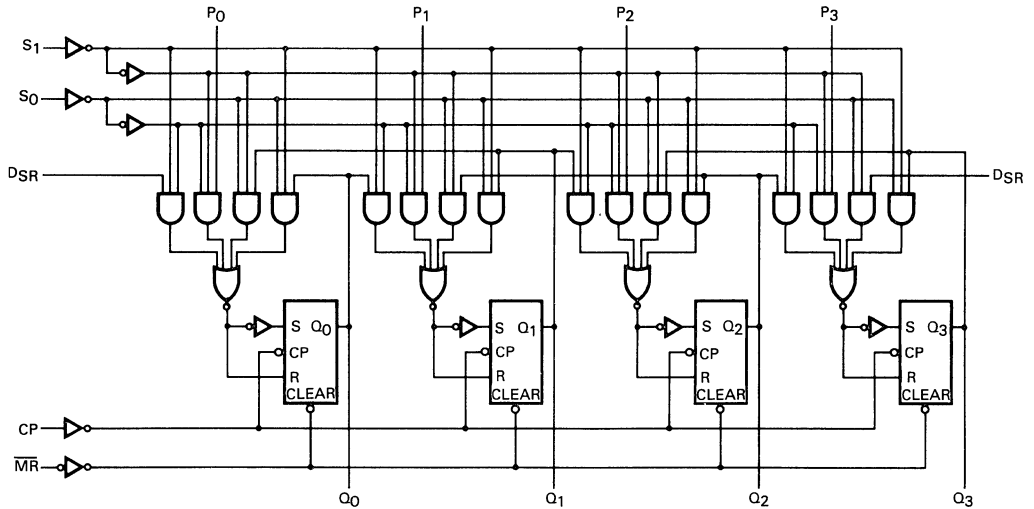 P0 P1 P2 P3
S1
S0
DSR DSR
S Q0 S Q1 S Q2 S Q3
CP CP CP CP
R R R R
CLEAR CLEAR CLEAR CLEAR
CP
MR
Q0 Q1 Q2 Q3